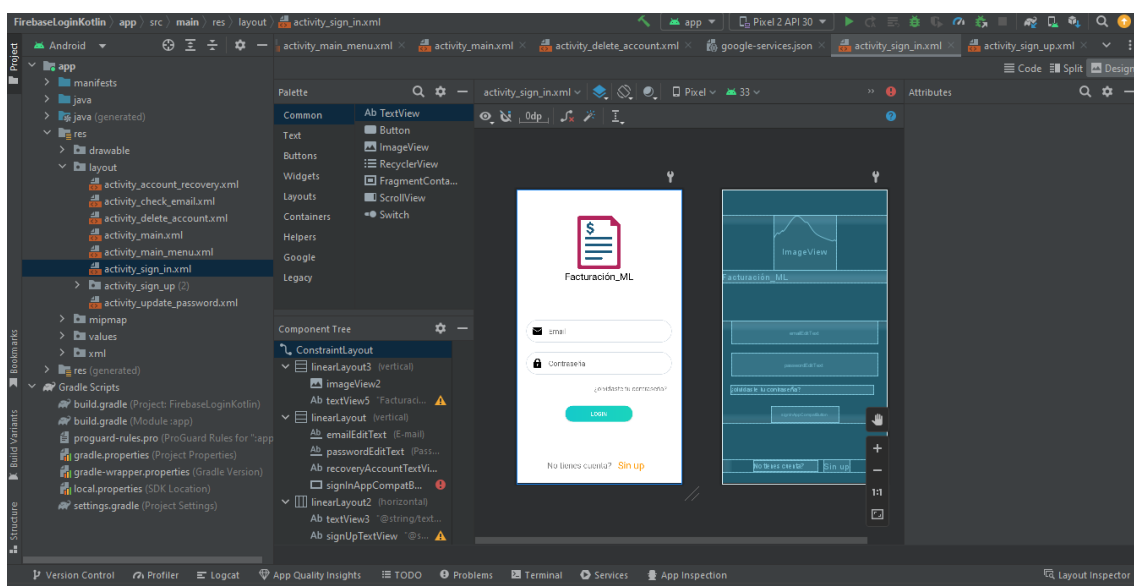 FirebaseLoginKotlin app src main res layout activity_sign_in.xml
app Pixel 2 API 30
Project
Android
activity_main_menu.xml activity_main.xml activity_delete_account.xml google-services.json activity_sign_in.xml activity_sign_up.xml
Code Split Design
app
manifests
java
java (generated)
res
drawable
layout
activity_account_recovery.xml
activity_check_email.xml
activity_delete_account.xml
activity_main.xml
activity_main_menu.xml
activity_sign_in.xml
activity_sign_up (2)
activity_update_password.xml
mipmap
values
xml
res (generated)
Gradle Scripts
build.gradle (Project: FirebaseLoginKotlin)
build.gradle (Module :app)
proguard-rules.pro (ProGuard Rules for ":app
gradle.properties (Project Properties)
gradle-wrapper.properties (Gradle Version)
local.properties (SDK Location)
settings.gradle (Project Settings)
Bookmarks
Build Variants
Structure
Palette
Common
Text
Buttons
Widgets
Layouts
Containers
Helpers
Google
Legacy
Ab TextView
Button
ImageView
RecyclerView
FragmentConta...
ScrollView
Switch
Component Tree
ConstraintLayout
linearLayout3 (vertical)
imageView2
Ab textView5 "Facturaci...
linearLayout (vertical)
Ab emailEditText (E-mail)
Ab passwordEditText (Pass...
Ab recoveryAccountTextVi...
signInAppCompatB...
linearLayout2 (horizontal)
Ab textView3 "@string/text...
Ab signUpTextView "@s...
activity_sign_in.xml Pixel 33 >>
0dp
Attributes
$
Facturación_ML
Email
Contraseña
¿olvidaste tu contraseña?
LOGIN
No tienes cuenta? Sin up
ImageView
Facturación_ML
emailEditText
passwordEditText
¿olvidaste tu contraseña?
No tienes cuenta? Sin up
1:1
Version Control Profiler Logcat App Quality Insights TODO Problems Terminal Services App Inspection Layout Inspector